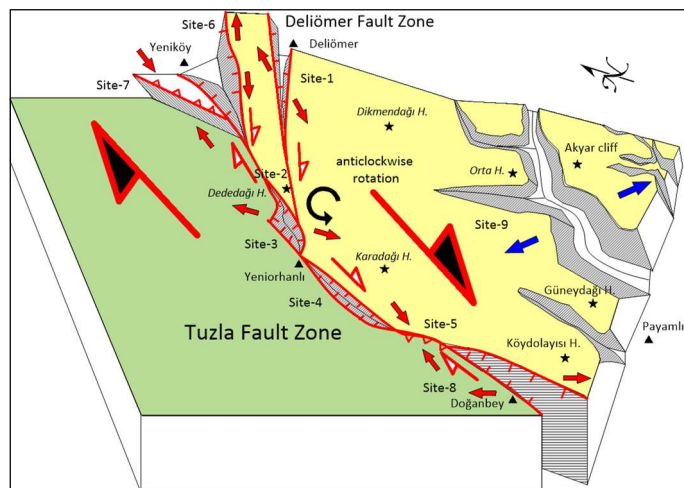 Site-6
Deliömer Fault Zone
Yeniköy
Deliömer
Site-7
Site-1
N
Dikmendağı H.
Akyar cliff
Site-2
anticlockwise
rotation
Orta H.
Dededağı H.
Site-9
Site-3
Karadağı H.
Yeniorhanlı
Site-4
Güneydağı H.
Tuzla Fault Zone
Site-5
Payamlı
Köydolayısı H.
Site-8
Doğanbey